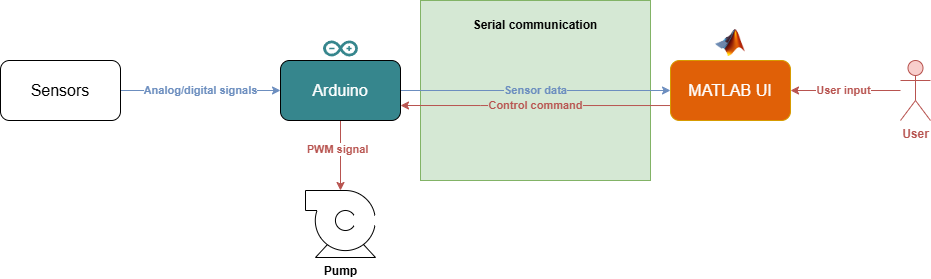 Serial communication
Sensors
Analog/digital signals
Arduino
Sensor data
Control command
MATLAB UI
User input
User
PWM signal
Pump